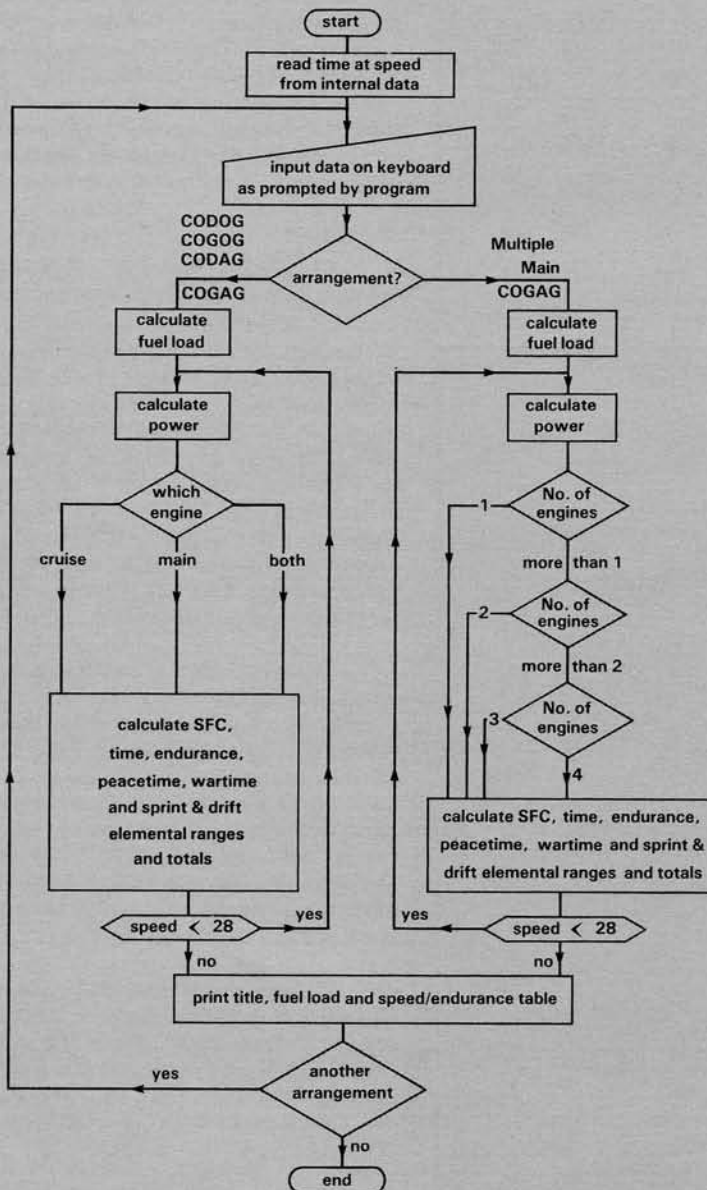 start
read time at speed
from internal data
input data on keyboard
as prompted by program
arrangement?
CODOG
COGOG
CODAG
COGAG
Multiple
Main
COGAG
calculate
fuel load
calculate
fuel load
calculate
power
calculate
power
which
engine
cruise
main
both
No. of
engines
1
more than 1
No. of
engines
2
more than 2
No. of
engines
3
4
calculate SFC,
time, endurance,
peacetime, wartime
and sprint & drift
elemental ranges
and totals
calculate SFC, time, endurance,
peacetime, wartime and sprint &
drift elemental ranges and totals
speed < 28
yes
no
yes
speed < 28
no
print title, fuel load and speed/endurance table
another
arrangement
yes
no
end